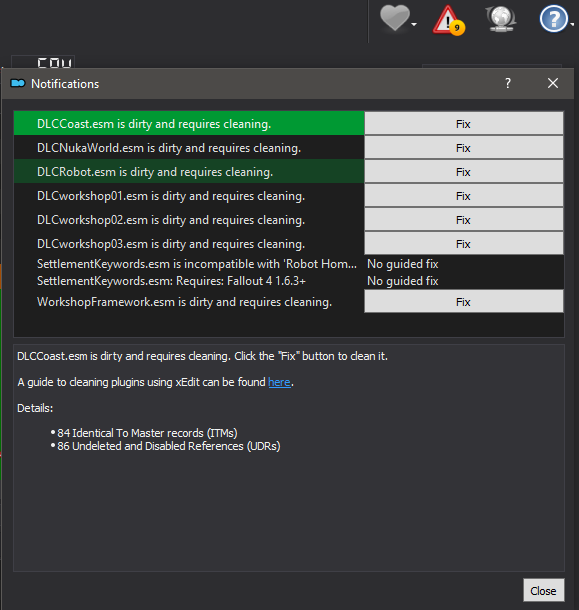 9
?
CPU
Notifications
?
DLCCoast.esm is dirty and requires cleaning. Fix
DLCNukaWorld.esm is dirty and requires cleaning. Fix
DLCRobot.esm is dirty and requires cleaning. Fix
DLCworkshop01.esm is dirty and requires cleaning. Fix
DLCworkshop02.esm is dirty and requires cleaning. Fix
DLCworkshop03.esm is dirty and requires cleaning. Fix
SettlementKeywords.esm is incompatible with 'Robot Hom... No guided fix
SettlementKeywords.esm: Requires: Fallout 4 1.6.3+ No guided fix
WorkshopFramework.esm is dirty and requires cleaning. Fix
DLCCoast.esm is dirty and requires cleaning. Click the "Fix" button to clean it.
A guide to cleaning plugins using xEdit can be found here.
Details:
• 84 Identical To Master records (ITMs)
• 86 Undeleted and Disabled References (UDRs)
Close